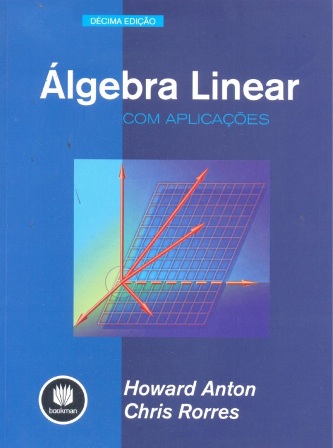 DÉCIMA EDIÇÃO
Álgebra Linear
COM APLICAÇÕES
Howard Anton
Chris Rorres
bookman